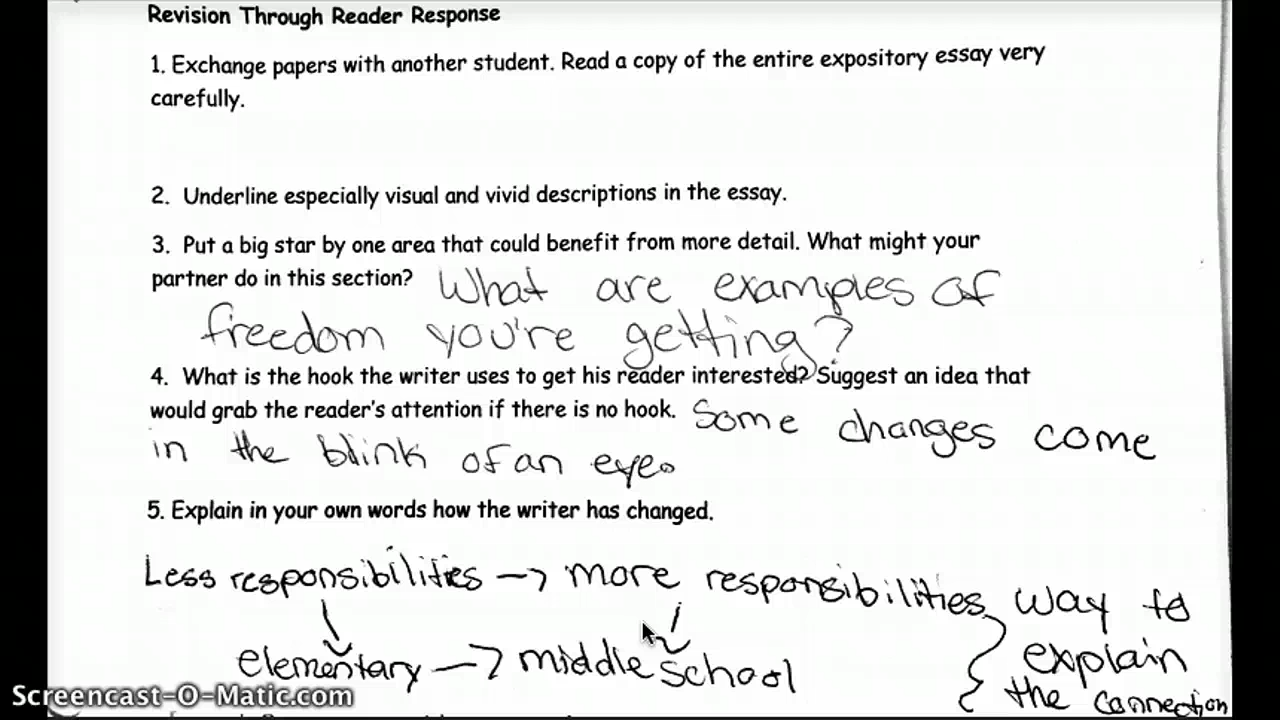 Revision Through Reader Response
1. Exchange papers with another student. Read a copy of the entire expository essay very
carefully.
2. Underline especially visual and vivid descriptions in the essay.
3. Put a big star by one area that could benefit from more detail. What might your
partner do in this section? What are examples of
freedom you're getting?
4. What is the hook the writer uses to get his reader interested? Suggest an idea that
would grab the reader's attention if there is no hook. Some changes come
in the blink of an eye.
5. Explain in your own words how the writer has changed.
Less responsibilities → more responsibilities way to
elementary → middle school explain
the connection
Screencast-O-Matic.com